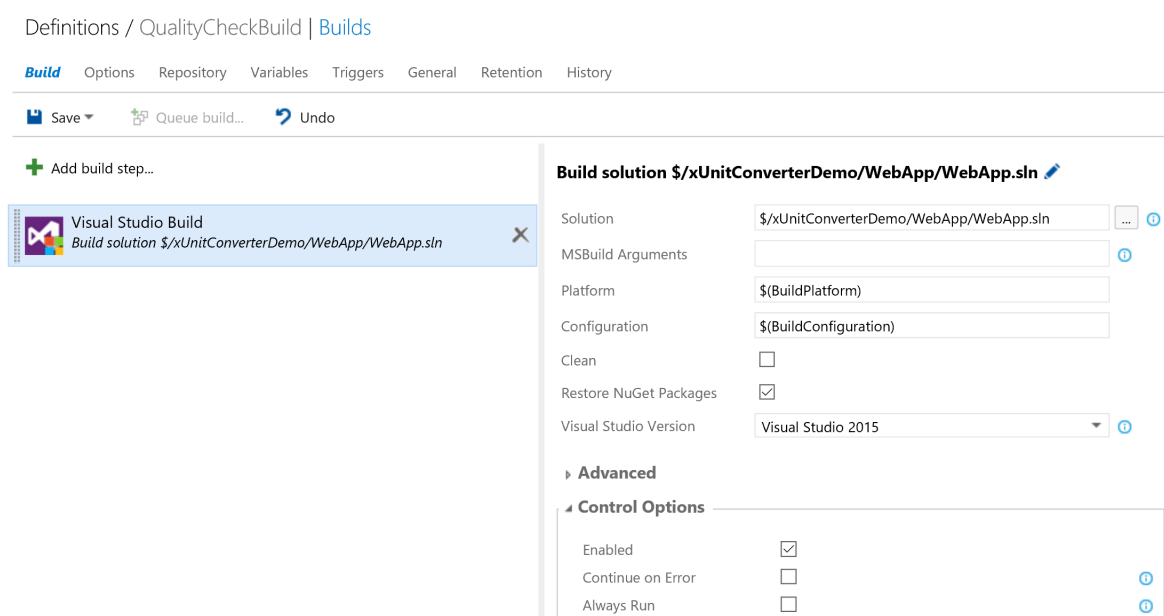 Definitions / QualityCheckBuild | Builds
Build Options Repository Variables Triggers General Retention History
Save Queue build... Undo
Add build step...
Visual Studio Build
Build solution $/xUnitConverterDemo/WebApp/WebApp.sln
Build solution $/xUnitConverterDemo/WebApp/WebApp.sln
Solution $/xUnitConverterDemo/WebApp/WebApp.sln ...
MSBuild Arguments
Platform $(BuildPlatform)
Configuration $(BuildConfiguration)
Clean
Restore NuGet Packages
Visual Studio Version Visual Studio 2015
Advanced
Control Options
Enabled
Continue on Error
Always Run